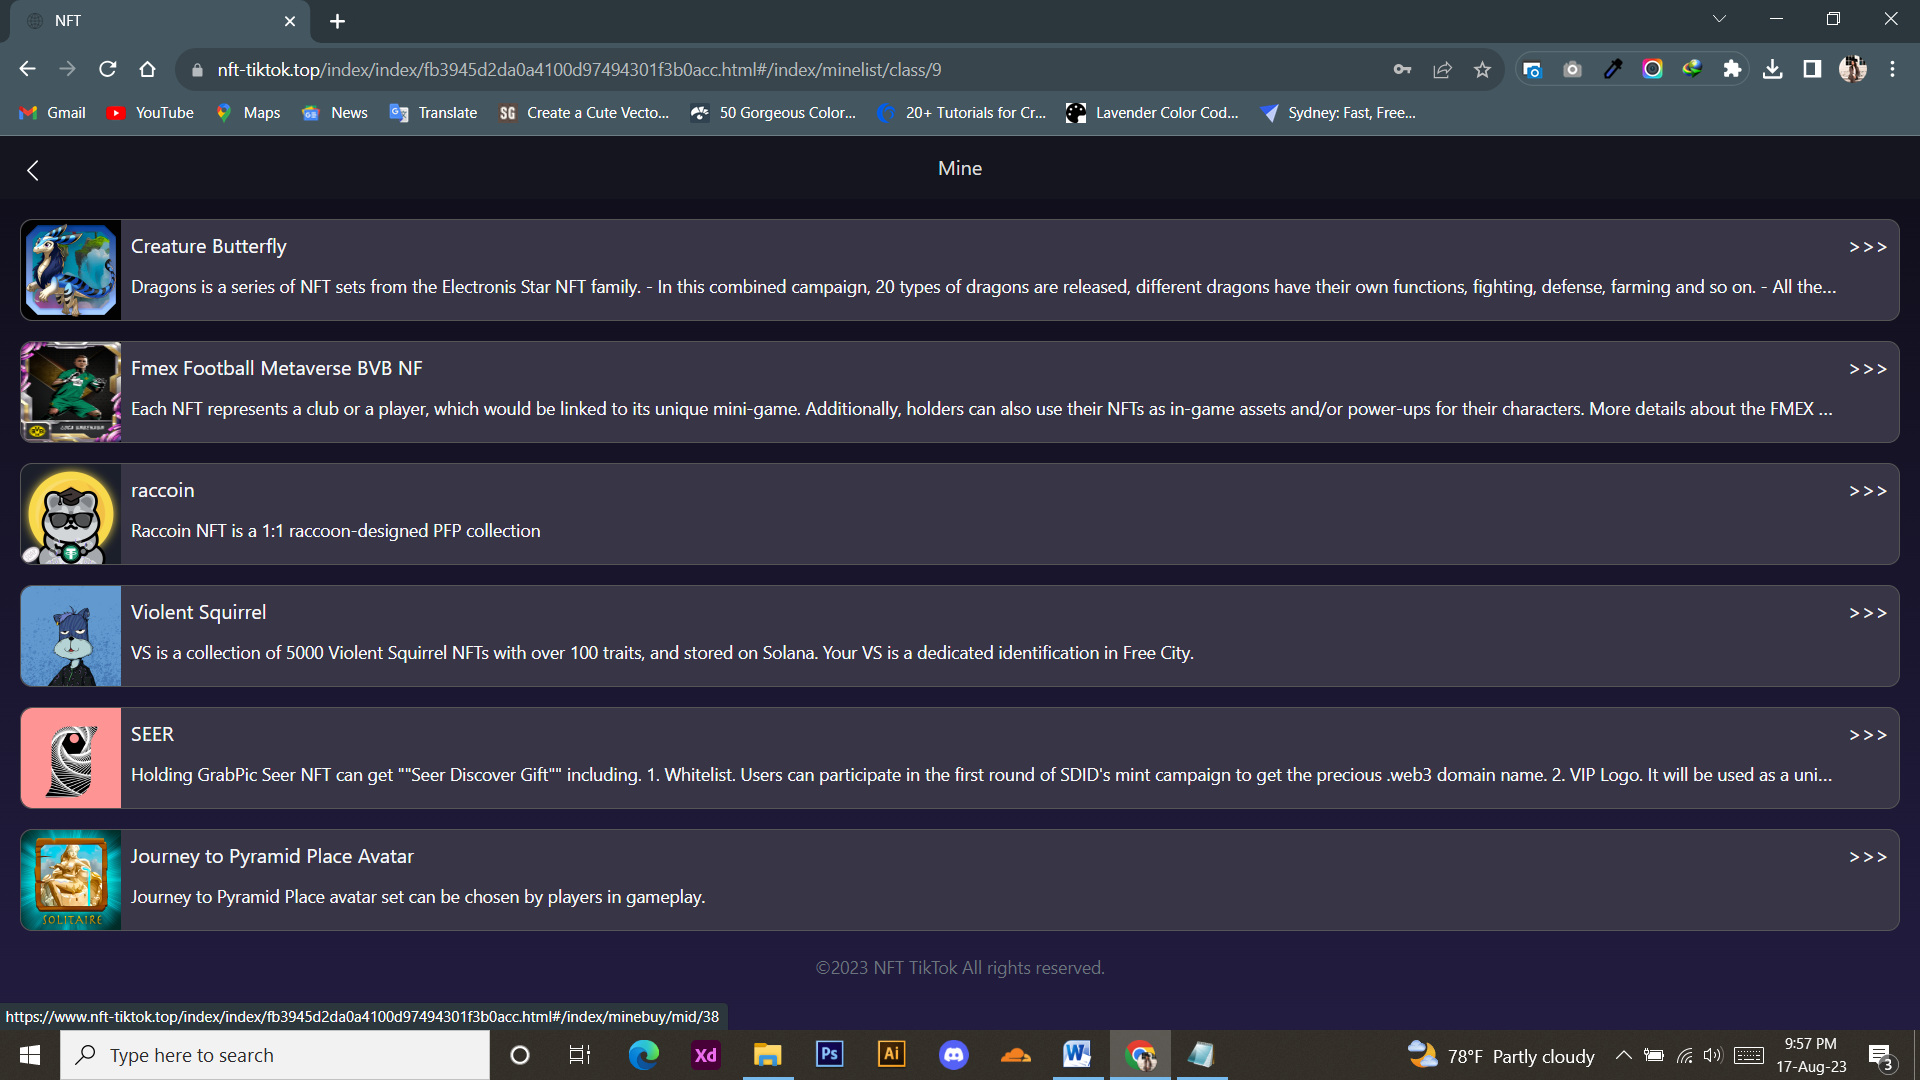 NFT
nft-tiktok.top/index/index/fb3945d2da0a4100d97494301f3b0acc.html#/index/minelist/class/9
Gmail YouTube Maps News Translate SG Create a Cute Vecto... 50 Gorgeous Color... 20+ Tutorials for Cr... Lavender Color Cod... Sydney: Fast, Free...
Mine
Creature Butterfly >>>
Dragons is a series of NFT sets from the Electronis Star NFT family. - In this combined campaign, 20 types of dragons are released, different dragons have their own functions, fighting, defense, farming and so on. - All the...
Fmex Football Metaverse BVB NF >>>
Each NFT represents a club or a player, which would be linked to its unique mini-game. Additionally, holders can also use their NFTs as in-game assets and/or power-ups for their characters. More details about the FMEX ...
raccoin >>>
Raccoin NFT is a 1:1 raccoon-designed PFP collection
Violent Squirrel >>>
VS is a collection of 5000 Violent Squirrel NFTs with over 100 traits, and stored on Solana. Your VS is a dedicated identification in Free City.
SEER >>>
Holding GrabPic Seer NFT can get ""Seer Discover Gift"" including. 1. Whitelist. Users can participate in the first round of SDID's mint campaign to get the precious .web3 domain name. 2. VIP Logo. It will be used as a uni...
Journey to Pyramid Place Avatar >>>
Journey to Pyramid Place avatar set can be chosen by players in gameplay.
SOLITAIRE
©2023 NFT TikTok All rights reserved.
https://www.nft-tiktok.top/index/index/fb3945d2da0a4100d97494301f3b0acc.html#/index/minebuy/mid/38
Type here to search Xd Ps Ai W 78°F Partly cloudy 9:57 PM
17-Aug-23 3